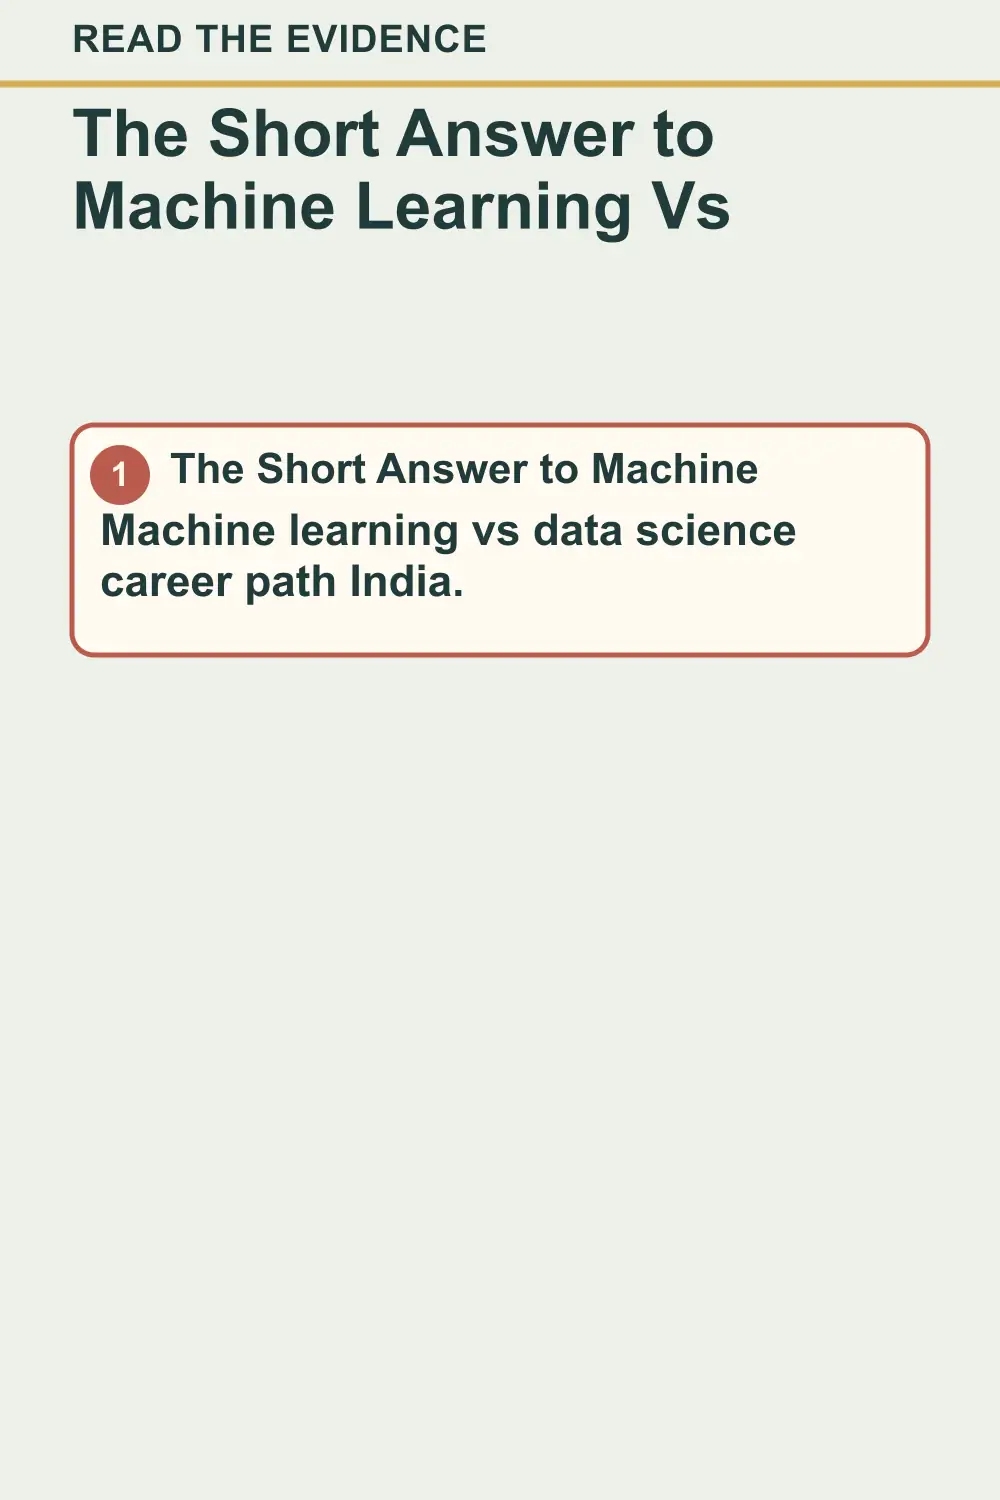 READ THE EVIDENCE
The Short Answer to
Machine Learning Vs
1 The Short Answer to Machine
Machine learning vs data science
career path India.